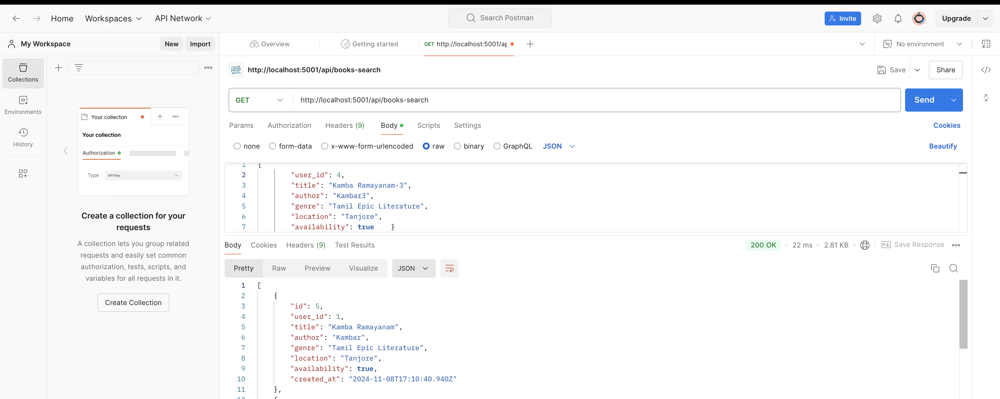 Home
Workspaces
API Network
Search Postman
Invite
Upgrade
My Workspace
New
Import
Overview
Getting started
GET http://localhost:5001/ap
No environment
Collections
Environments
History
Your collecton
Your collection
Authorization
Type
API Key
Create a collection for your
requests
A collection lets you group related
requests and easily set common
authorization, tests, scripts, and
variables for all requests in it.
Create Collection
HTTP
http://localhost:5001/api/books-search
Save
Share
GET
http://localhost:5001/api/books-search
Send
Params
Authorization
Headers (9)
Body
Scripts
Settings
Cookies
none
form-data
x-www-form-urlencoded
raw
binary
GraphQL
JSON
Beautify
1 {
2 "user_id": 4,
3 "title": "Kamba Ramayanam-3",
4 "author": "Kambar3",
5 "genre": "Tamil Epic Literature",
6 "location": "Tanjore",
7 "availability": true }
Body
Cookies
Headers (9)
Test Results
200 OK
22 ms
2.81 KB
e.g.
Save Response
Pretty
Raw
Preview
Visualize
JSON
1 [
2 {
3 "id": 5,
4 "user_id": 1,
5 "title": "Kamba Ramayanam",
6 "author": "Kambar",
7 "genre": "Tamil Epic Literature",
8 "location": "Tanjore",
9 "availability": true,
10 "created_at": "2024-11-08T17:10:40.940Z"
11 },